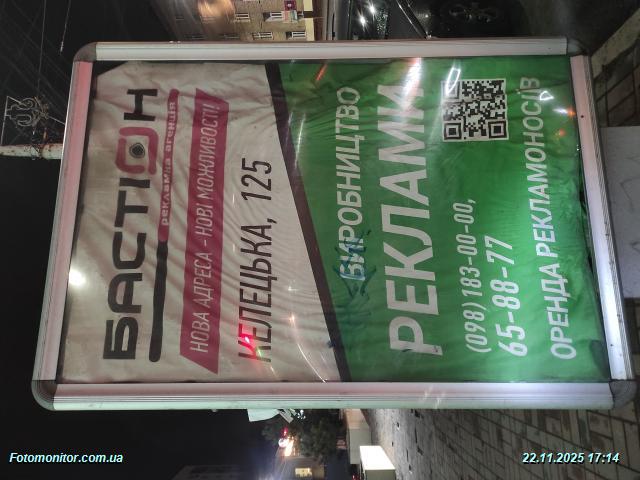 БАСТІОН
рекламна агенція
НОВА АДРЕСА - НОВІ МОЖЛИВОСТІ!
КЕЛЕЦЬКА, 125
ВИРОБНИЦТВО
РЕКЛАМИ
(098) 183-00-00,
65-88-77
ОРЕНДА РЕКЛАМОНОСІЇВ
Fotomonitor.com.ua
22.11.2025 17:14